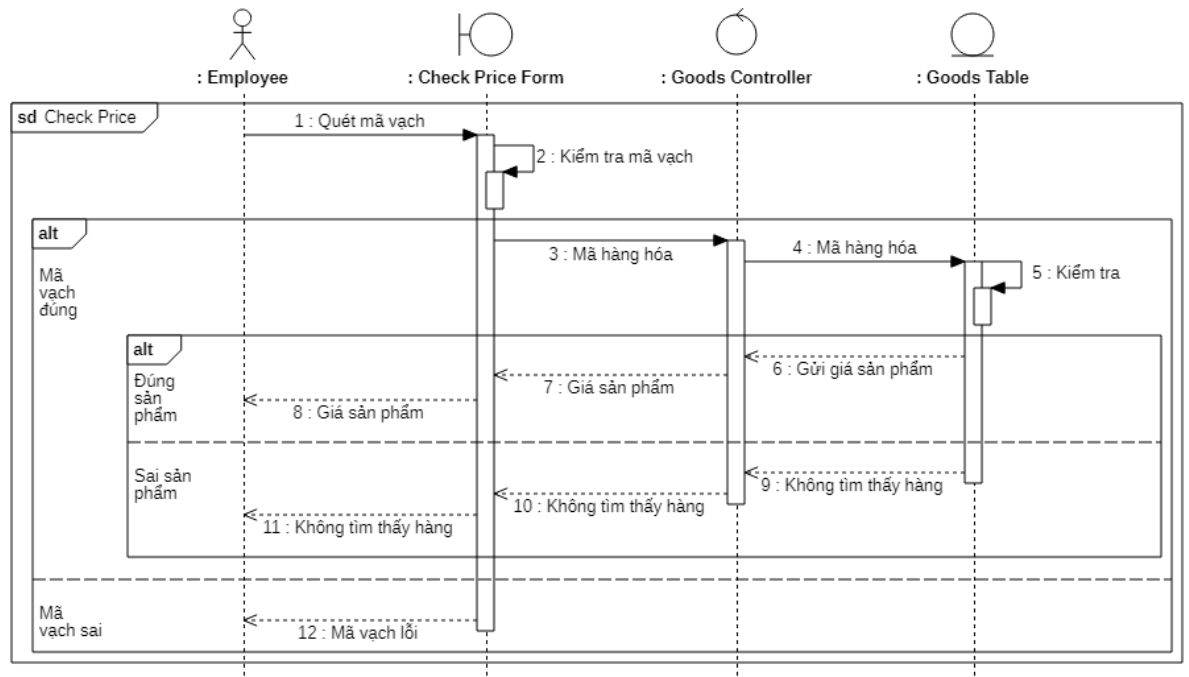 : Employee
: Check Price Form
: Goods Controller
: Goods Table
sd Check Price
1 : Quét mã vạch
2 : Kiểm tra mã vạch
alt
Mã
vạch
đúng
3 : Mã hàng hóa
4 : Mã hàng hóa
5 : Kiểm tra
alt
Đúng
sản
phẩm
6 : Gửi giá sản phẩm
7 : Giá sản phẩm
8 : Giá sản phẩm
Sai sản
phẩm
9 : Không tìm thấy hàng
10 : Không tìm thấy hàng
11 : Không tìm thấy hàng
Mã
vạch sai
12 : Mã vạch lỗi